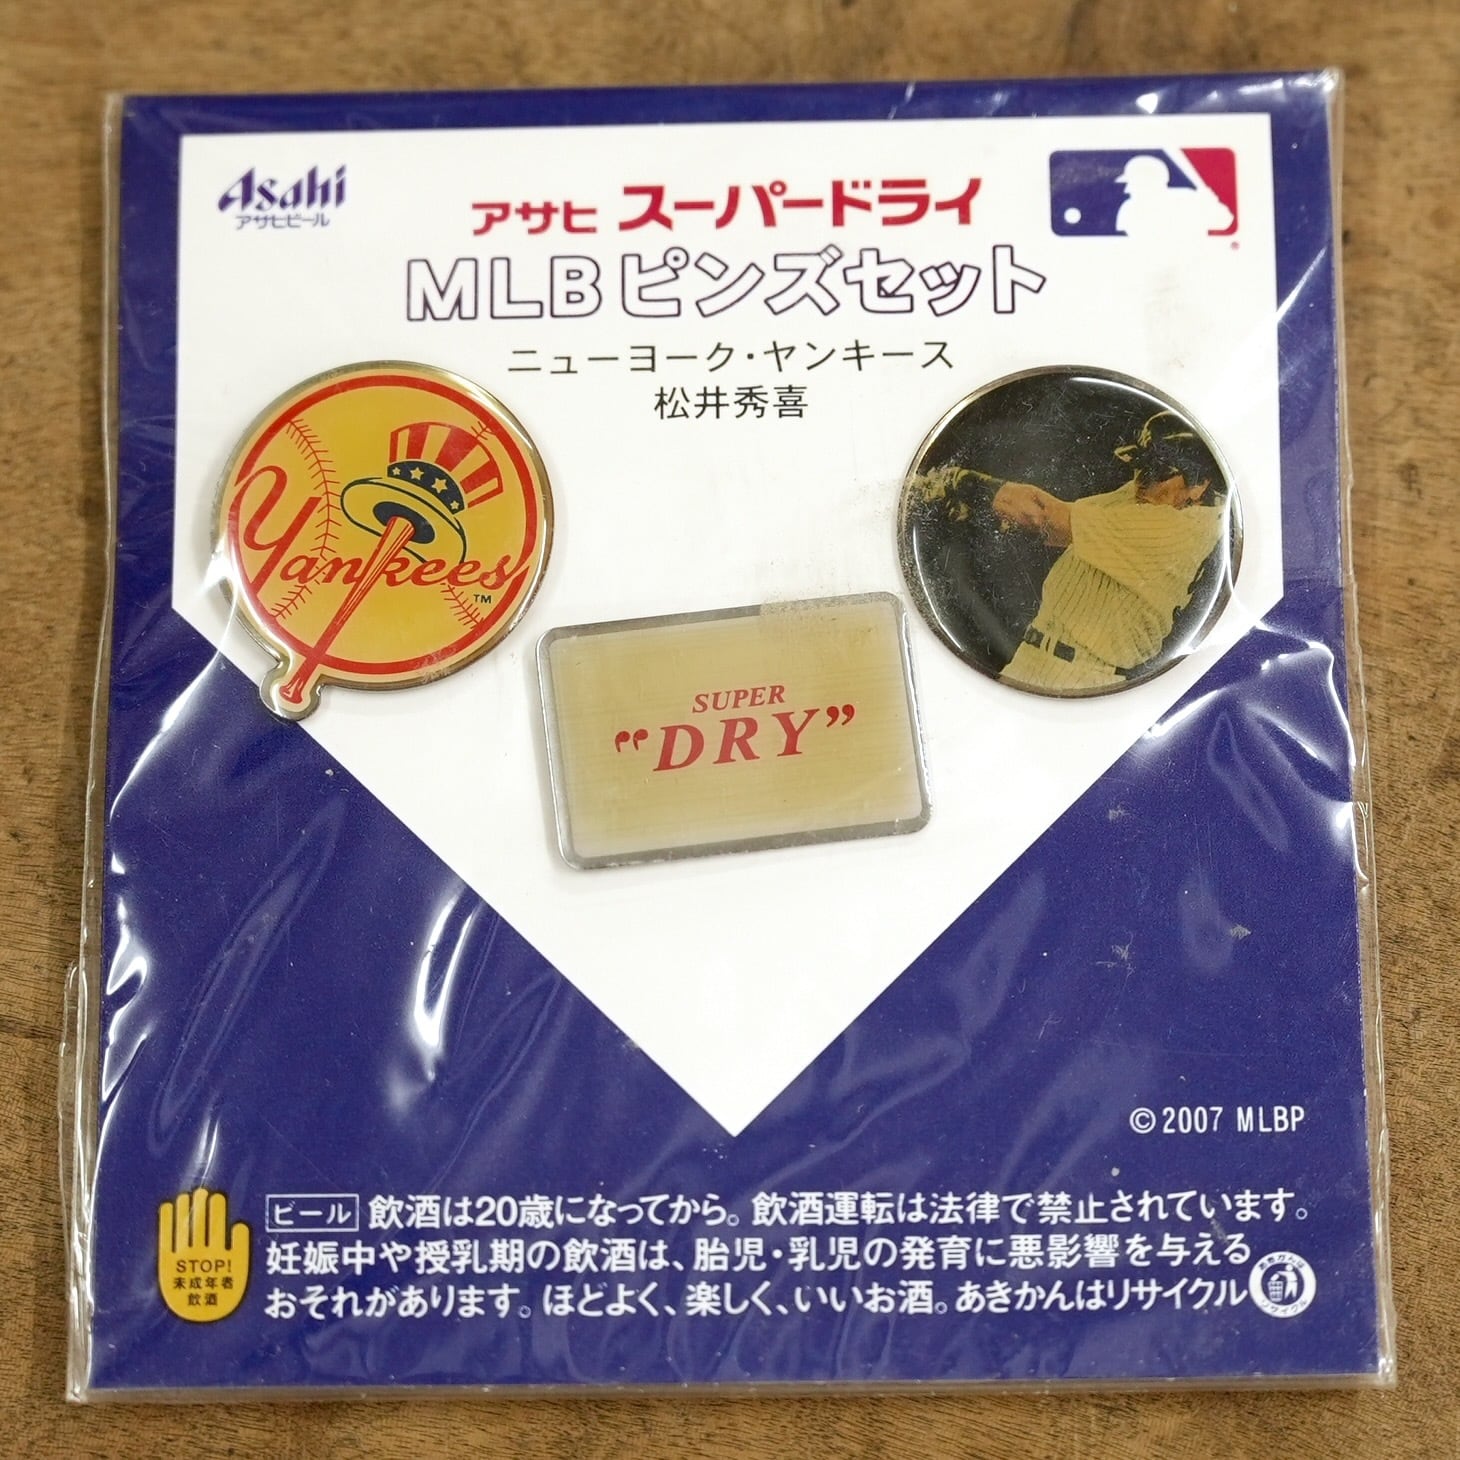 Asahi
アサヒビール
アサヒ スーパードライ
MLBピンズセット
ニューヨーク・ヤンキース
松井秀喜
Yankees
TM
SUPER
"DRY"
©2007 MLBP
STOP!
未成年者
飲酒
ビール 飲酒は20歳になってから。飲酒運転は法律で禁止されています。
妊娠中や授乳期の飲酒は、胎児・乳児の発育に悪影響を与える
おそれがあります。ほどよく、楽しく、いいお酒。あきかんはリサイクル
リサイクル